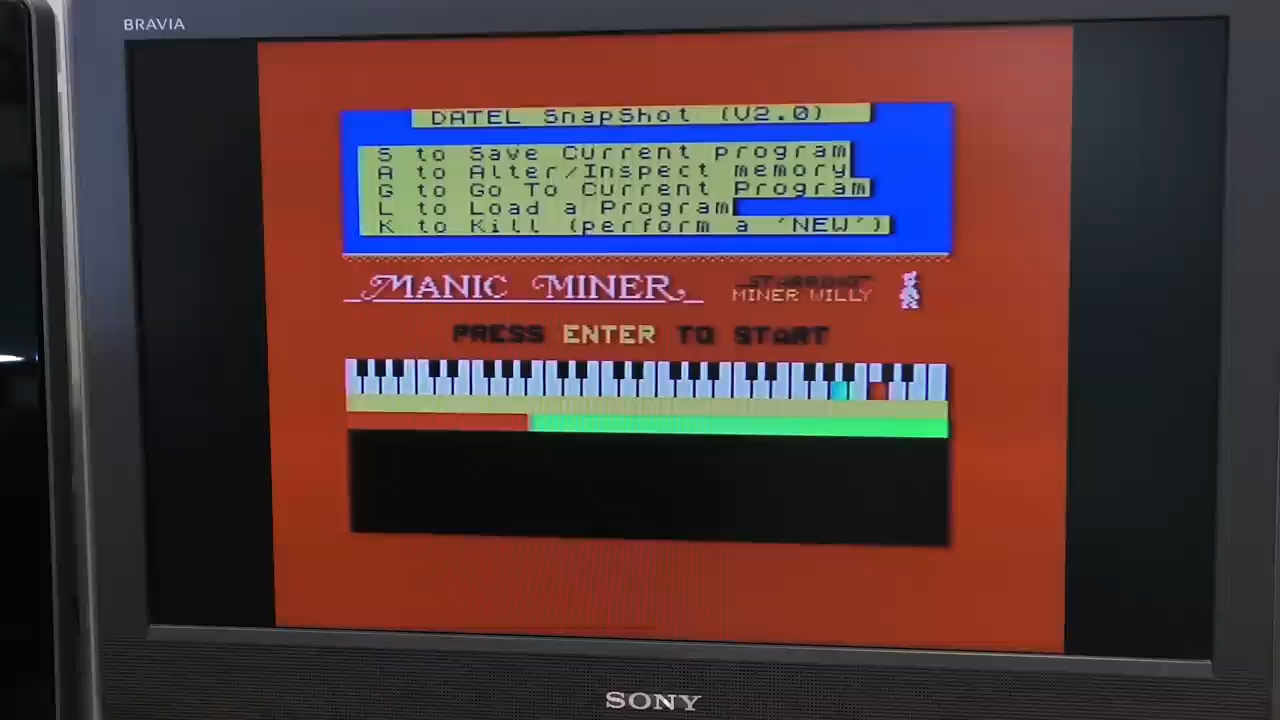 BRAVIA
DATEL SnapShot (V2.0)
S to Save Current program
A to Alter/Inspect memory
G to Go To Current Program
L to Load a Program
K to Kill (perform a 'NEW')
MANIC MINER
STARRING
MINER WILLY
PRESS ENTER TO START
SONY